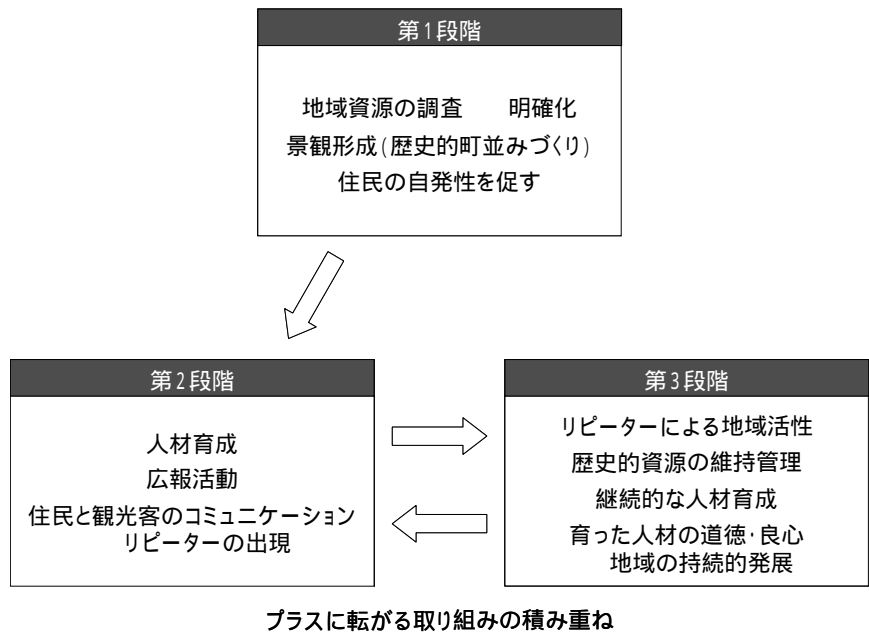 第1段階
地域資源の調査　　明確化
景観形成(歴史的町並みづくり)
住民の自発性を促す
第2段階
人材育成
広報活動
住民と観光客のコミュニケーション
リピーターの出現
第3段階
リピーターによる地域活性
歴史的資源の維持管理
継続的な人材育成
育った人材の道徳・良心
地域の持続的発展
プラスに転がる取り組みの積み重ね